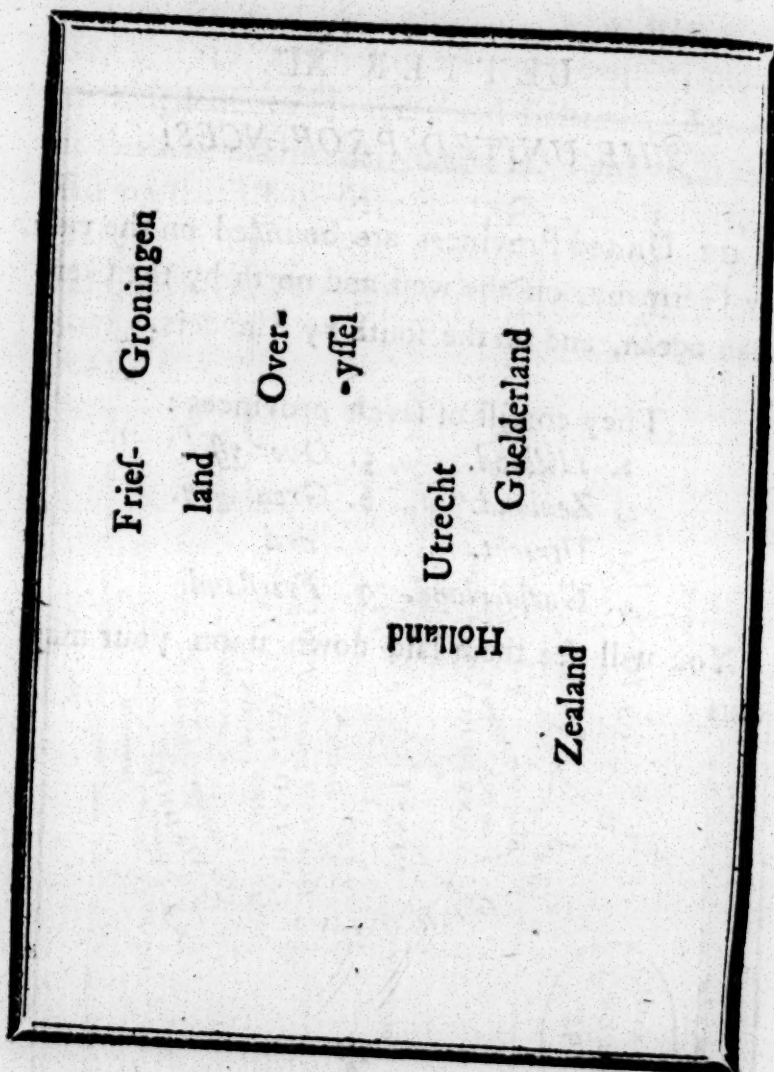 Frieſ-
land
Groningen
Over-
-yſſel
Holland
Utrecht
Guelderland
Zealand